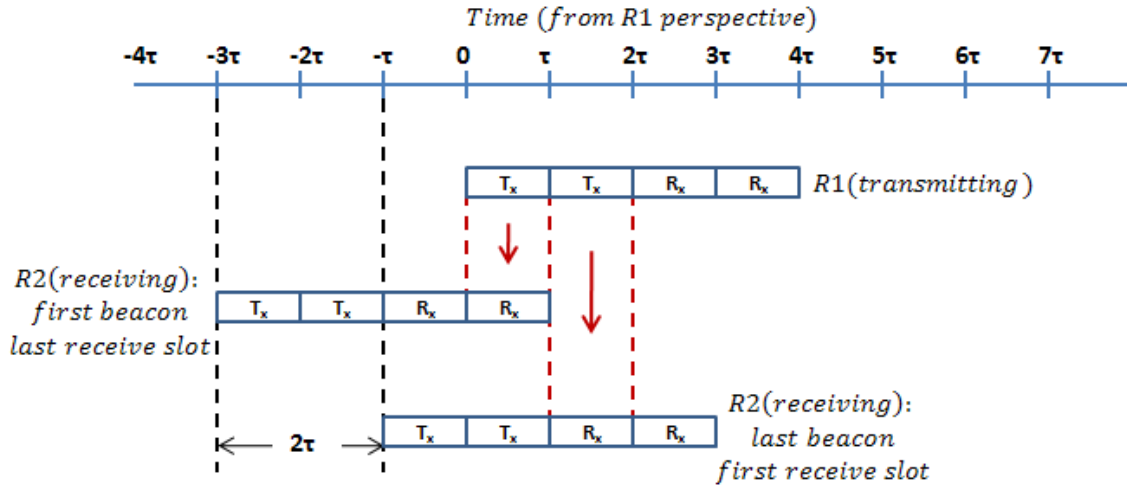 Time (from R1 perspective)
-4τ -3τ -2τ -τ 0 τ 2τ 3τ 4τ 5τ 6τ 7τ
Tx Tx Rx Rx R1(transmitting)
R2(receiving):
first beacon
last receive slot
Tx Tx Rx Rx
2τ
Tx Tx Rx Rx
R2(receiving):
last beacon
first receive slot